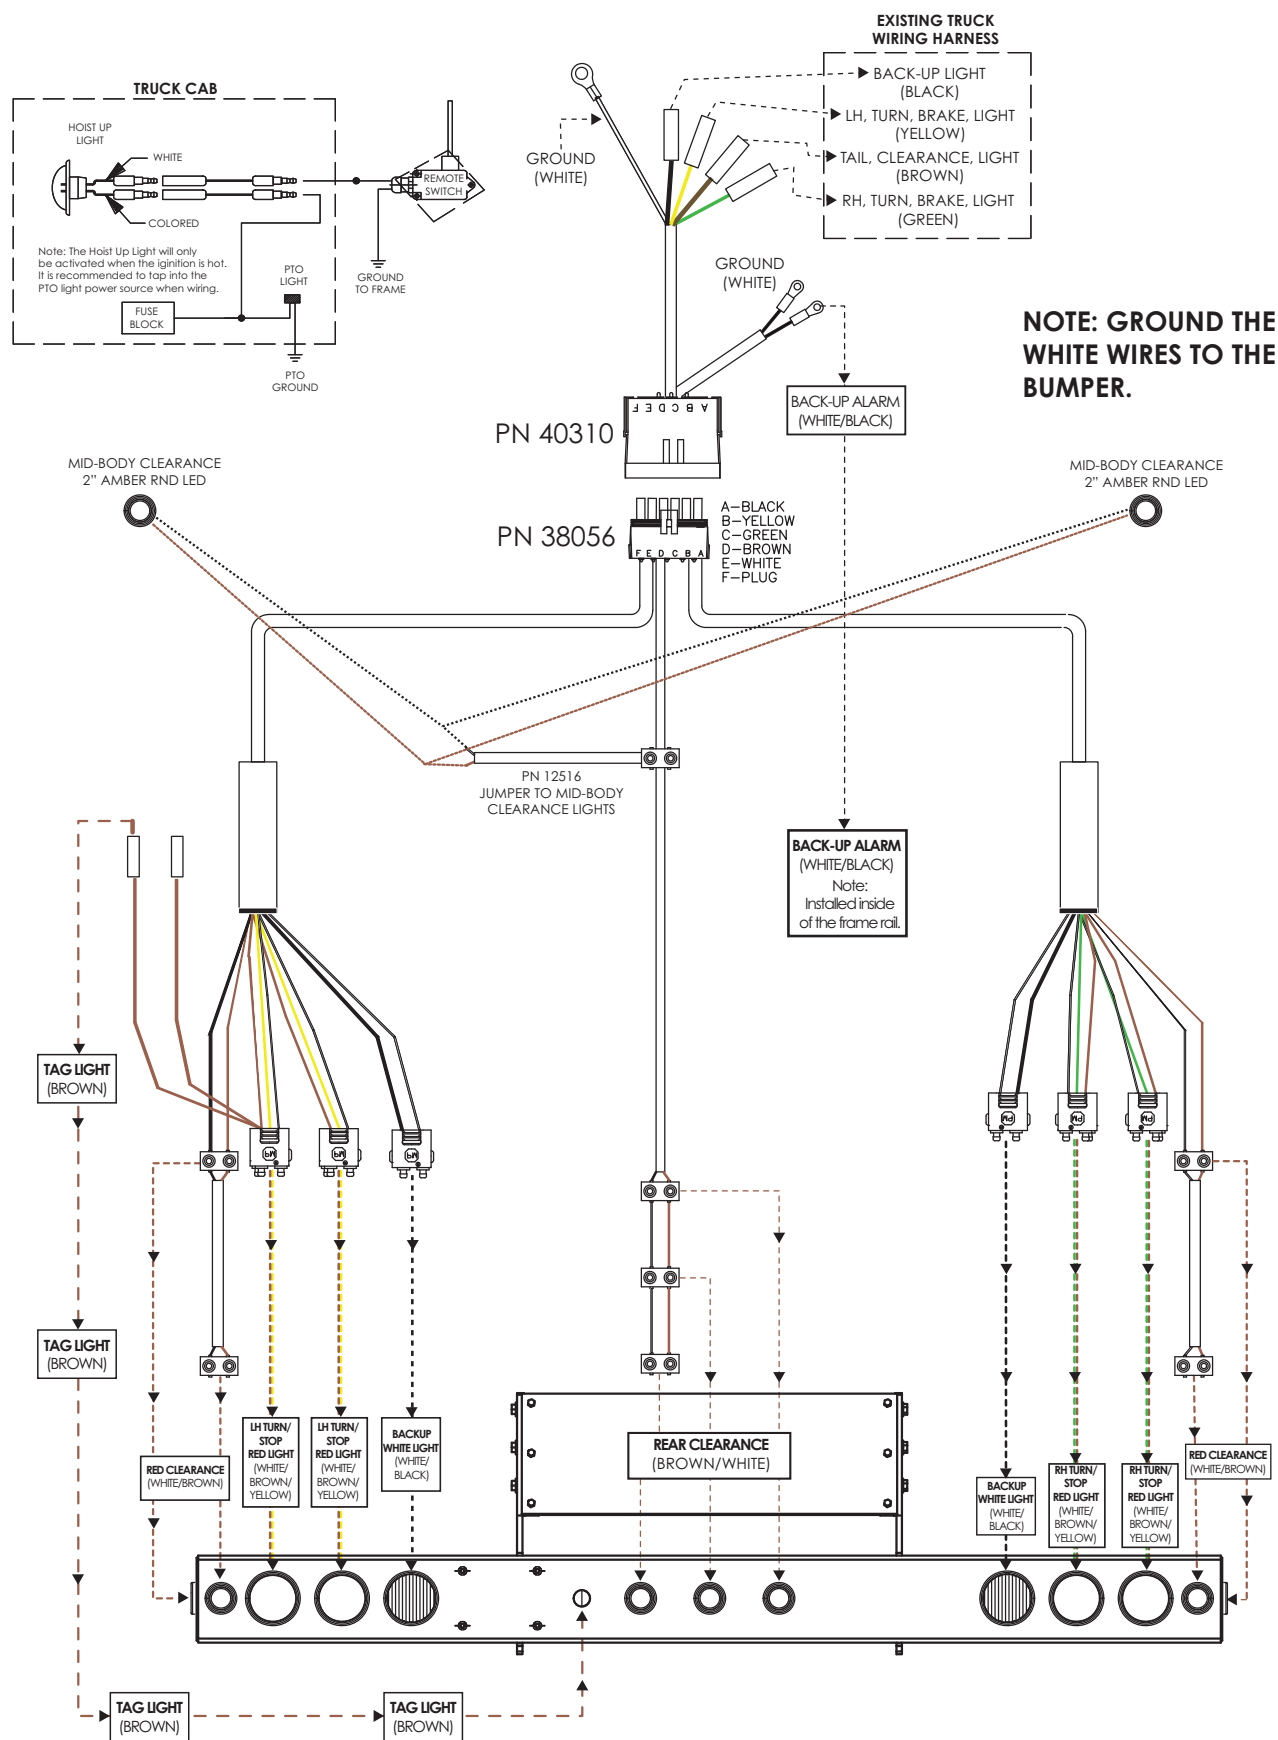 EXISTING TRUCK
WIRING HARNESS
BACK-UP LIGHT
(BLACK)
LH, TURN, BRAKE, LIGHT
(YELLOW)
TAIL, CLEARANCE, LIGHT
(BROWN)
RH, TURN, BRAKE, LIGHT
(GREEN)
TRUCK CAB
HOIST UP
LIGHT
WHITE
COLORED
REMOTE
SWITCH
Note: The Hoist Up Light will only
be activated when the iginition is hot.
It is recommended to tap into the
PTO light power source when wiring.
PTO
LIGHT
FUSE
BLOCK
PTO
GROUND
GROUND
TO FRAME
GROUND
(WHITE)
GROUND
(WHITE)
NOTE: GROUND THE
WHITE WIRES TO THE
BUMPER.
BACK-UP ALARM
(WHITE/BLACK)
F E D C B A
PN 40310
MID-BODY CLEARANCE
2” AMBER RND LED
MID-BODY CLEARANCE
2” AMBER RND LED
PN 38056
F E D C B A
A–BLACK
B–YELLOW
C–GREEN
D–BROWN
E–WHITE
F–PLUG
PN 12516
JUMPER TO MID-BODY
CLEARANCE LIGHTS
BACK-UP ALARM
(WHITE/BLACK)
Note:
Installed inside
of the frame rail.
TAG LIGHT
(BROWN)
PM
PM
PM
PM
PM
PM
TAG LIGHT
(BROWN)
RED CLEARANCE
(WHITE/BROWN)
LH TURN/
STOP
RED LIGHT
(WHITE/
BROWN/
YELLOW)
LH TURN/
STOP
RED LIGHT
(WHITE/
BROWN/
YELLOW)
BACKUP
WHITE LIGHT
(WHITE/
BLACK)
REAR CLEARANCE
(BROWN/WHITE)
BACKUP
WHITE LIGHT
(WHITE/
BLACK)
RH TURN/
STOP
RED LIGHT
(WHITE/
BROWN/
YELLOW)
RH TURN/
STOP
RED LIGHT
(WHITE/
BROWN/
YELLOW)
RED CLEARANCE
(WHITE/BROWN)
TAG LIGHT
(BROWN)
TAG LIGHT
(BROWN)